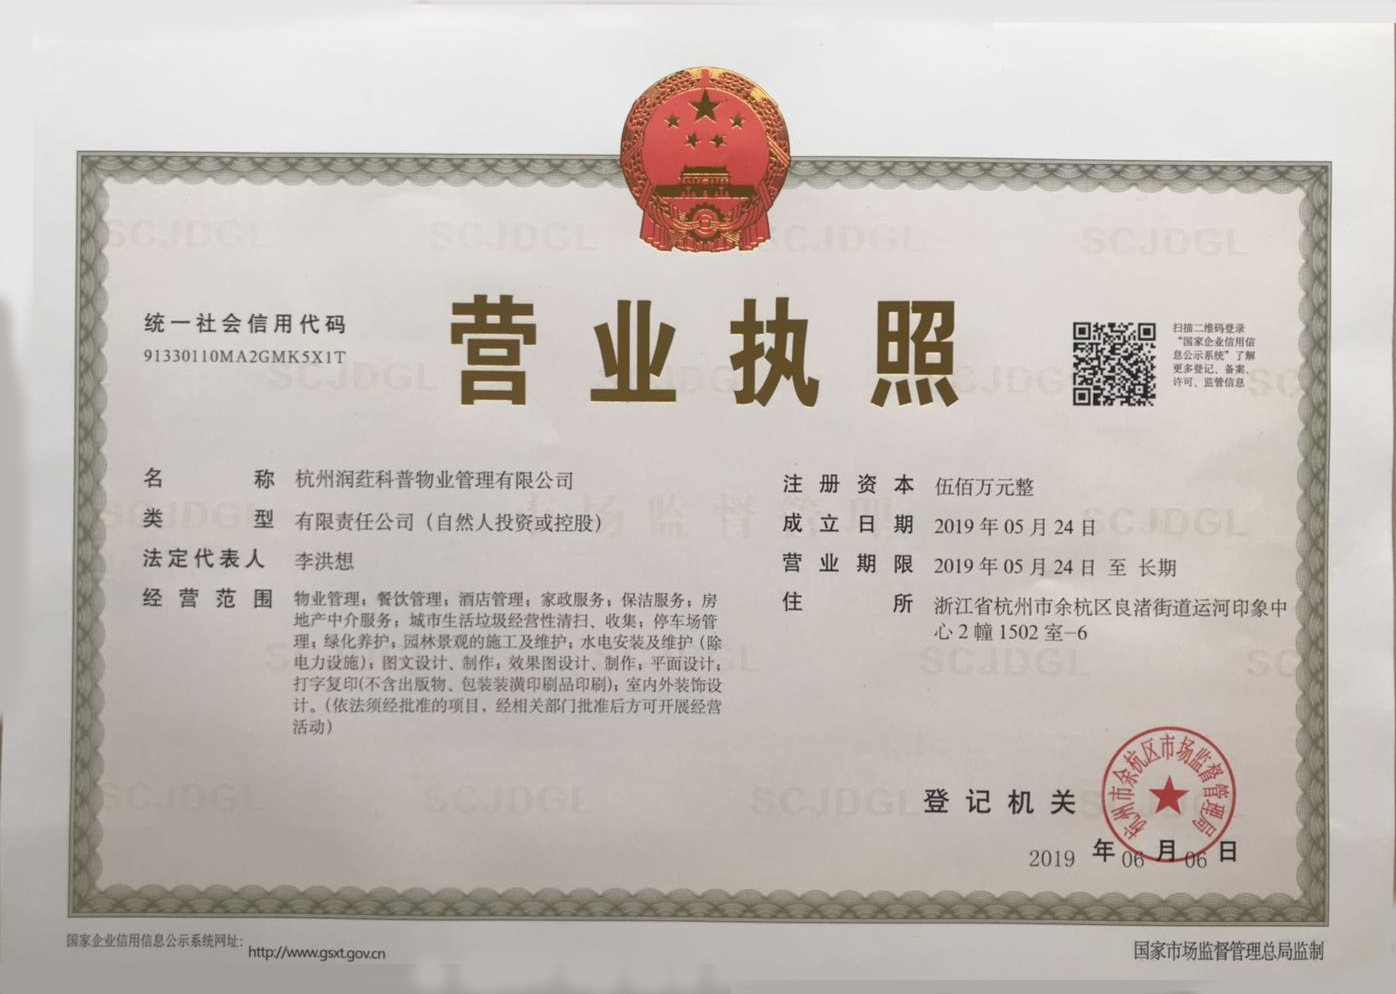 营业执照
统一社会信用代码
91330110MA2GMK5X1T
扫描二维码登录
“国家企业信用信
息公示系统”了解
更多登记、备案、
许可、监管信息
名称 杭州润荭科普物业管理有限公司
类型 有限责任公司（自然人投资或控股）
法定代表人 李洪想
经营范围 物业管理；餐饮管理；酒店管理；家政服务；保洁服务；房
地产中介服务；城市生活垃圾经营性清扫、收集；停车场管
理；绿化养护；园林景观的施工及维护；水电安装及维护（除
电力设施）；图文设计、制作；效果图设计、制作；平面设计；
打字复印(不含出版物、包装装潢印刷品印刷)；室内外装饰设
计。（依法须经批准的项目，经相关部门批准后方可开展经营
活动）
注册资本 伍佰万元整
成立日期 2019年05月24日
营业期限 2019年05月24日 至 长期
住所 浙江省杭州市余杭区良渚街道运河印象中
心2幢1502室-6
登记机关
杭州市余杭区市场监督管理局
2019 年 06 月 06 日
国家企业信用信息公示系统网址：http://www.gsxt.gov.cn
国家市场监督管理总局监制
SCJDGL
市场监督管理